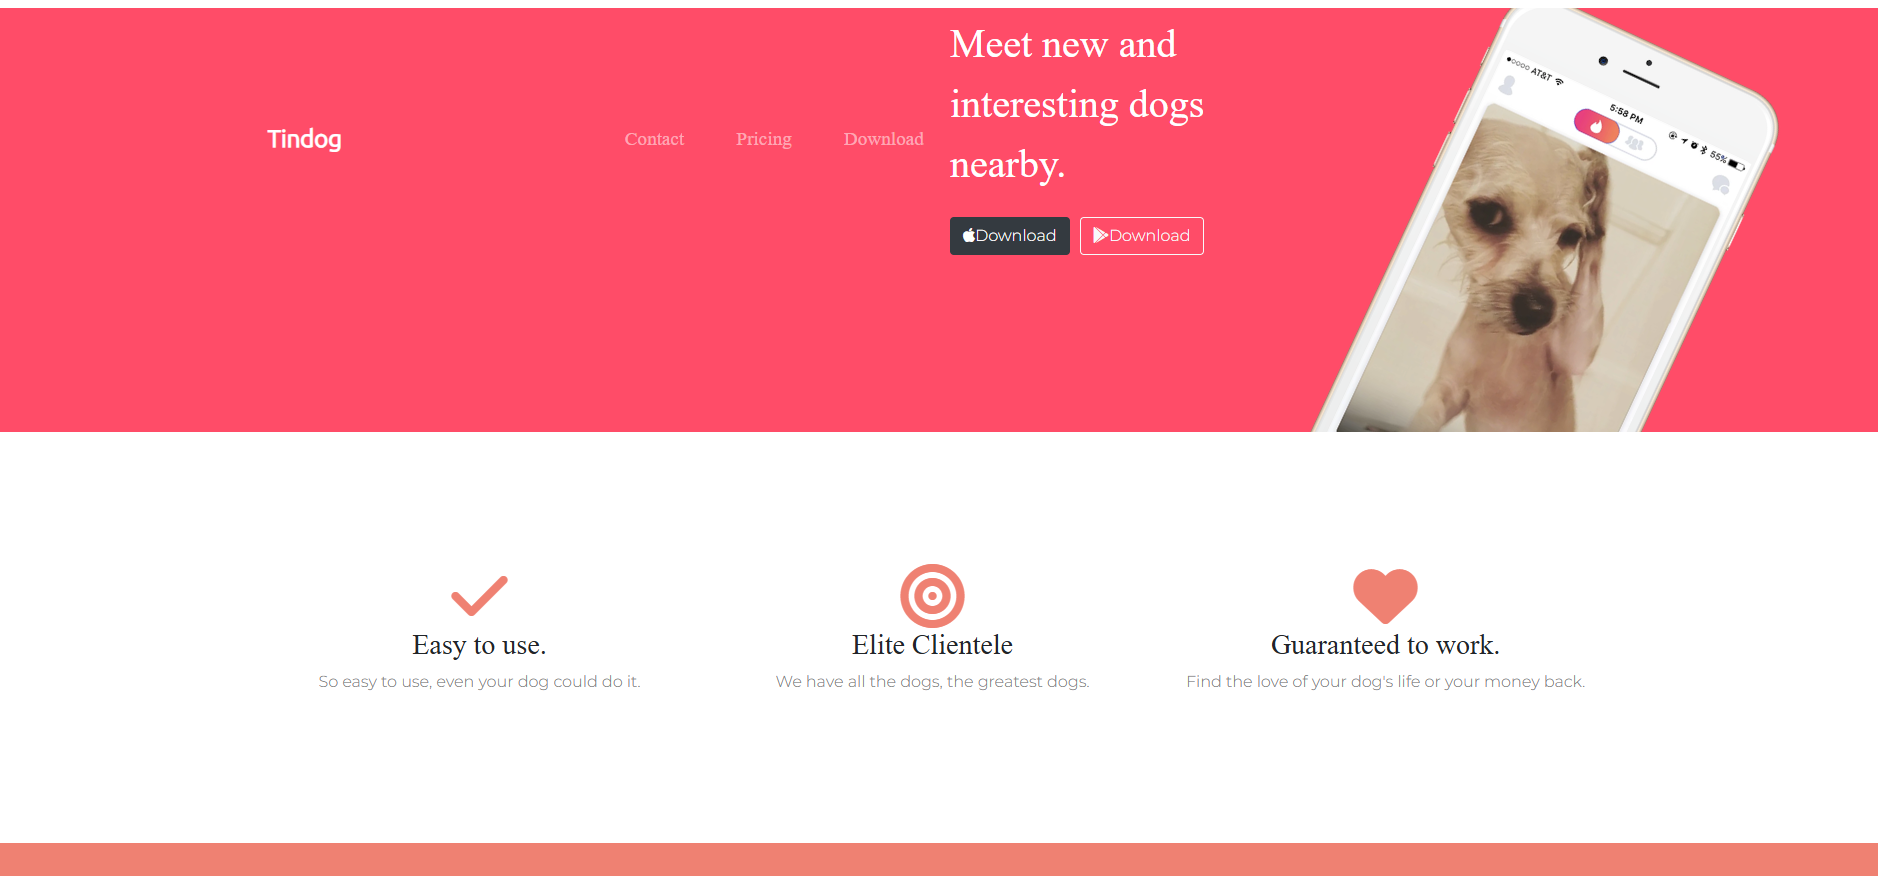 Tindog
Contact
Pricing
Download
Meet new and
interesting dogs
nearby.
Download
Download
AT&T
5:58 PM
55%
Easy to use.
So easy to use, even your dog could do it.
Elite Clientele
We have all the dogs, the greatest dogs.
Guaranteed to work.
Find the love of your dog's life or your money back.